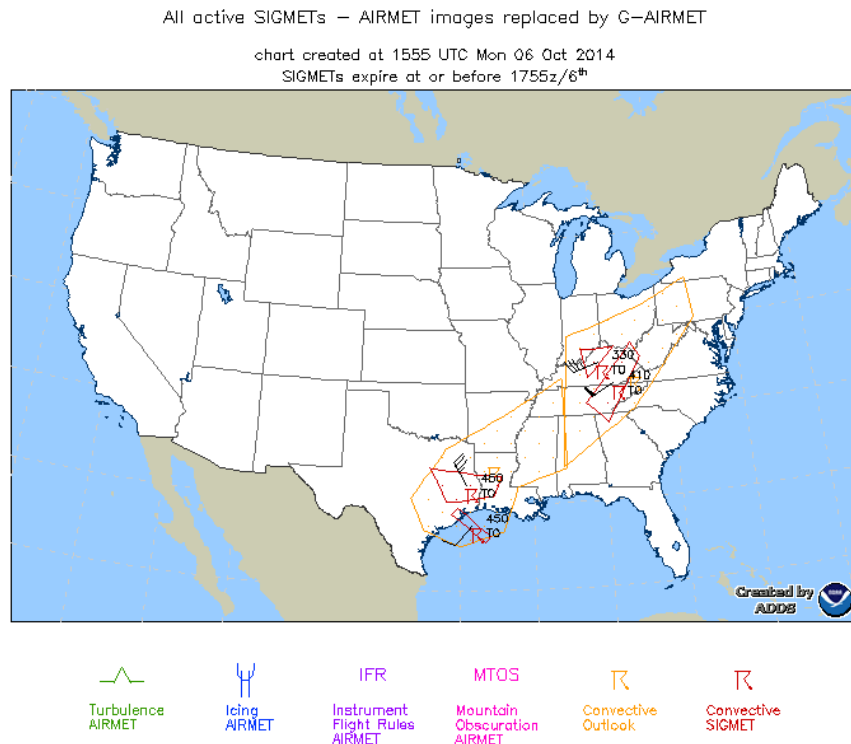 All active SIGMETs - AIRMET images replaced by G-AIRMET
chart created at 1555 UTC Mon 06 Oct 2014
SIGMETs expire at or before 1755z/6th
330
TO
410
TO
450
TO
450
TO
Created by
ADDS
IFR
MTOS
Turbulence
AIRMET
Icing
AIRMET
Instrument
Flight Rules
AIRMET
Mountain
Obscuration
AIRMET
Convective
Outlook
Convective
SIGMET